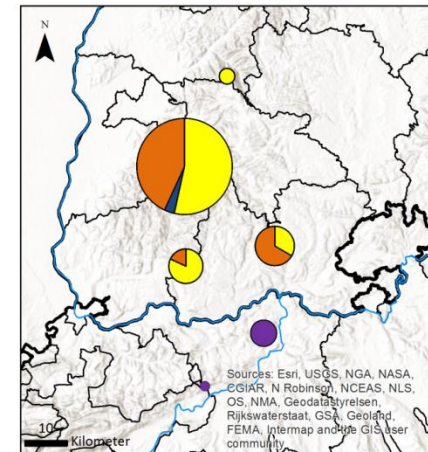 N
Sources: Esri, USGS, NGA, NASA,
CGIAR, N Robinson, NCEAS, NLS,
OS, NMA, Geodatastyrelsen,
Rijkswaterstaat, GSA, Geoland,
FEMA, Intermap and the GIS user
community
10
Kilometer